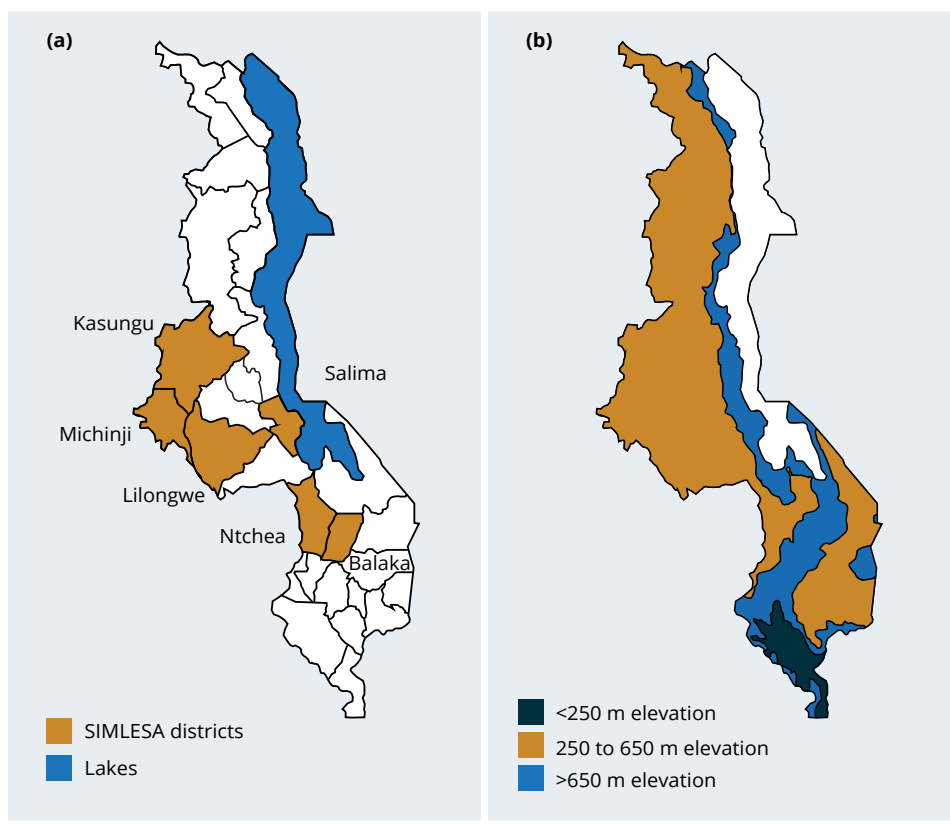 (a)
Kasungu
Salima
Michinji
Lilongwe
Ntchea
Balaka
SIMLESA districts
Lakes
(b)
<250 m elevation
250 to 650 m elevation
>650 m elevation